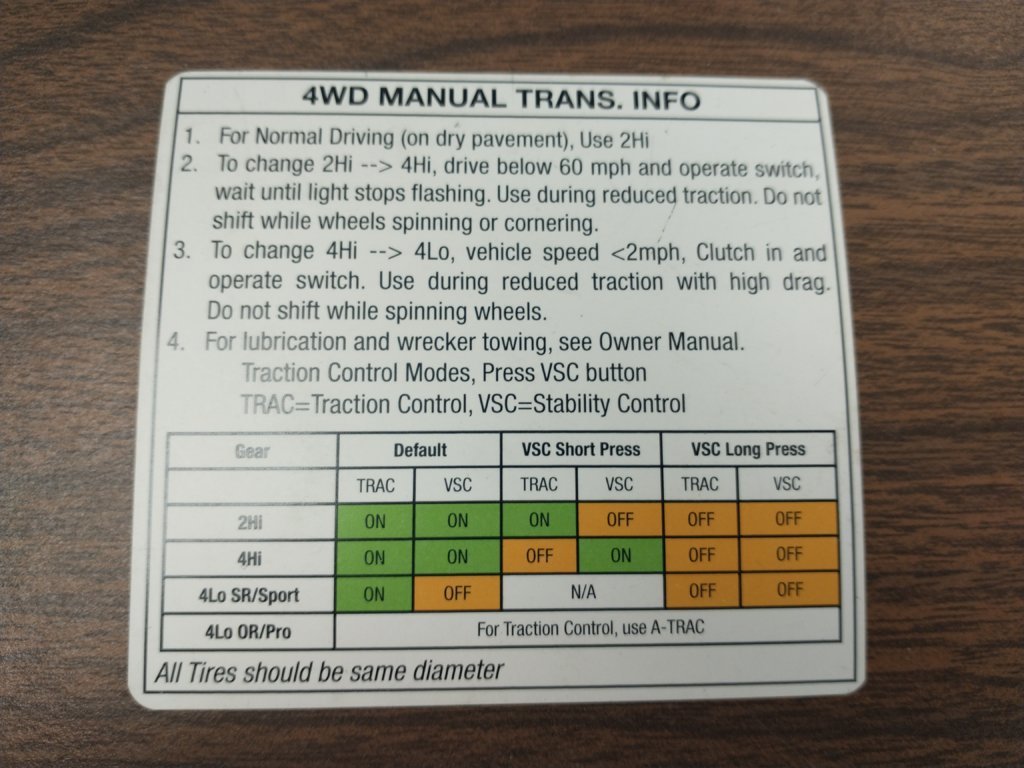 4WD MANUAL TRANS. INFO
1. For Normal Driving (on dry pavement), Use 2Hi
2. To change 2Hi --> 4Hi, drive below 60 mph and operate switch,
wait until light stops flashing. Use during reduced traction. Do not
shift while wheels spinning or cornering.
3. To change 4Hi --> 4Lo, vehicle speed <2mph, Clutch in and
operate switch. Use during reduced traction with high drag.
Do not shift while spinning wheels.
4. For lubrication and wrecker towing, see Owner Manual.
Traction Control Modes, Press VSC button
TRAC=Traction Control, VSC=Stability Control
Gear Default VSC Short Press VSC Long Press
TRAC VSC TRAC VSC TRAC VSC
2Hi ON ON ON OFF OFF OFF
4Hi ON ON OFF ON OFF OFF
4Lo SR/Sport ON OFF N/A OFF OFF
4Lo OR/Pro For Traction Control, use A-TRAC
All Tires should be same diameter